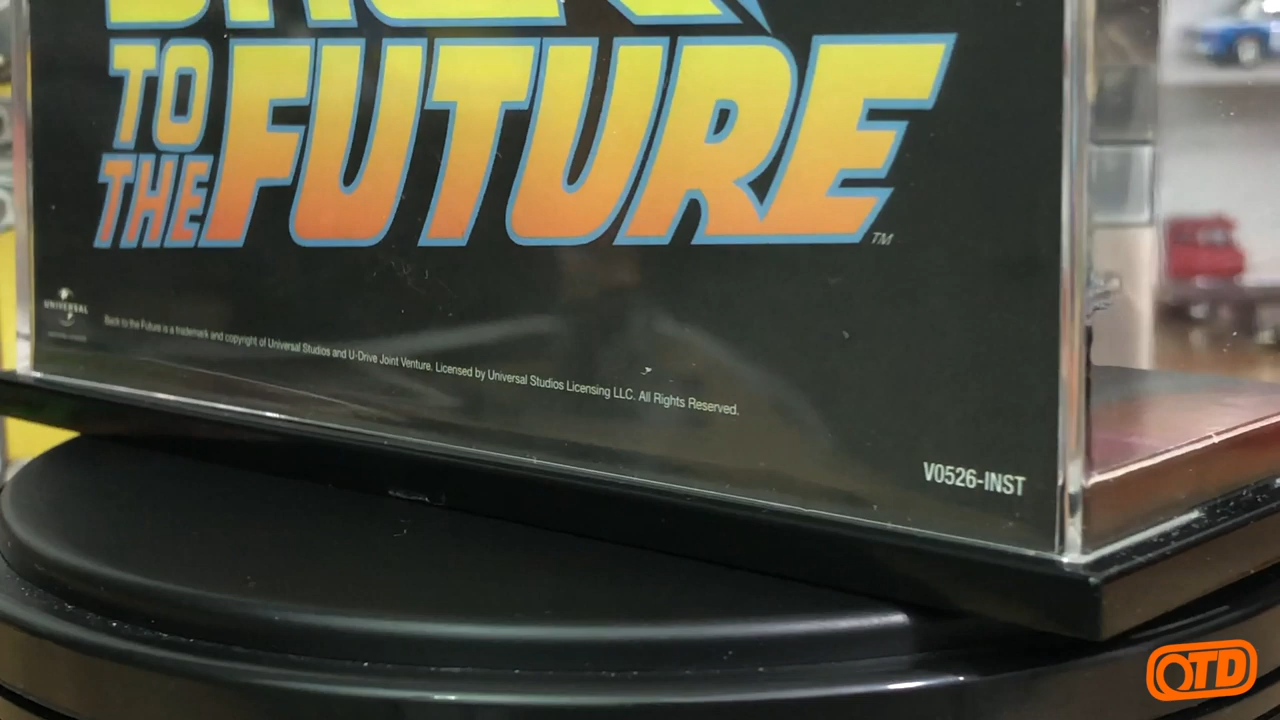 BACK
TO
THE
FUTURE
TM
UNIVERSAL
Back to the Future is a trademark and copyright of Universal Studios and U-Drive Joint Venture. Licensed by Universal Studios Licensing LLC. All Rights Reserved.
V0526-INST
OTD